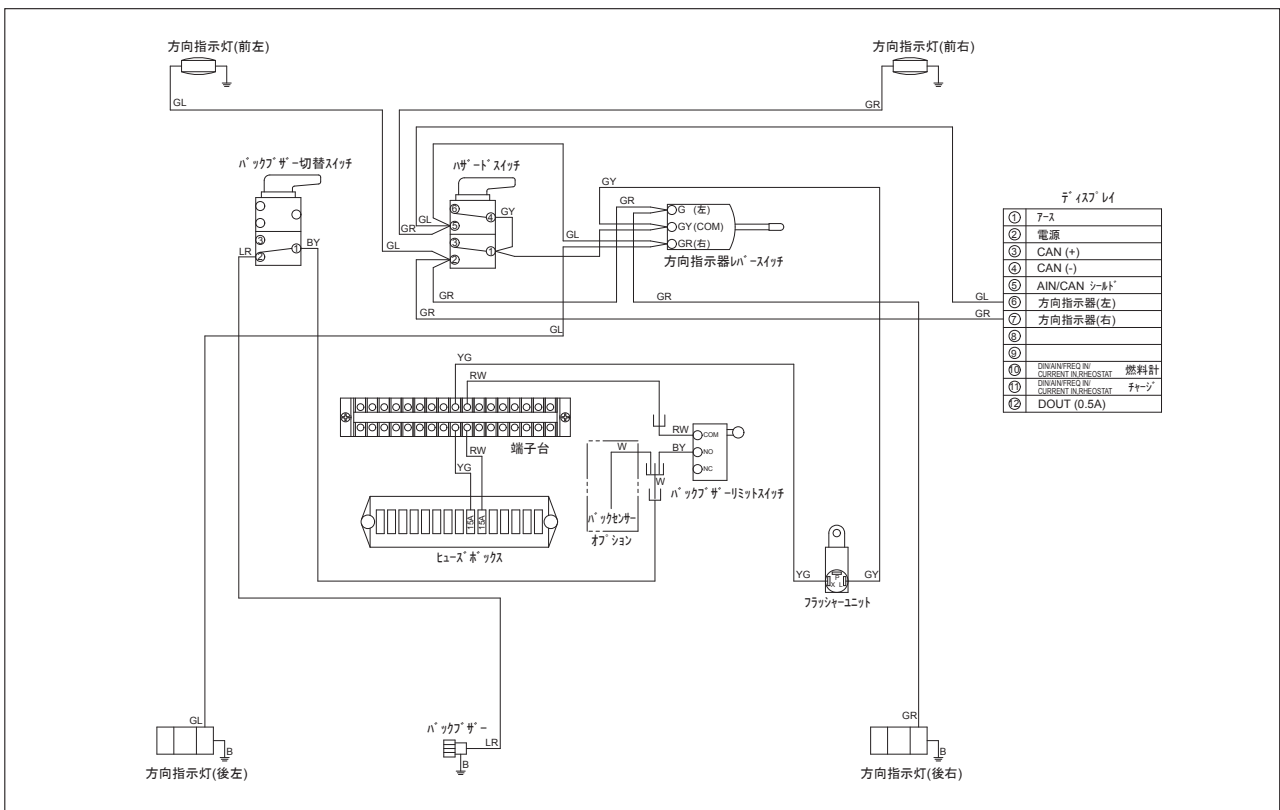 方向指示灯(前左)
方向指示灯(前右)
GL
GR
バックブザー切替スイッチ
ハザードスイッチ
GY
GY
ディスプレイ
① アース
② 電源
③ CAN (+)
④ CAN (-)
⑤ AIN/CAN シールド
⑥ 方向指示器(左)
⑦ 方向指示器(右)
⑧
⑨
⑩ DIN/AIN/FREQ IN/ CURRENT IN,RHEOSTAT 燃料計
⑪ DIN/AIN/FREQ IN/ CURRENT IN,RHEOSTAT チャージ
⑫ DOUT (0.5A)
③
②
①
LR
BY
⑥
⑤
④
③
②
①
GL
GR
GL
GR
G (左)
GY (COM)
GR(右)
GL
方向指示器レバースイッチ
GR
GR
GL
GR
GR
GL
YG
RW
端子台
YG
RW
15A
15A
ヒューズボックス
W
RW
COM
BY
NO
NC
W
バックブザーリミットスイッチ
バックセンサー
オプション
YG
P
X
L
GY
フラッシャーユニット
GL
B
方向指示灯(後左)
バックブザー
LR
B
GR
B
方向指示灯(後右)